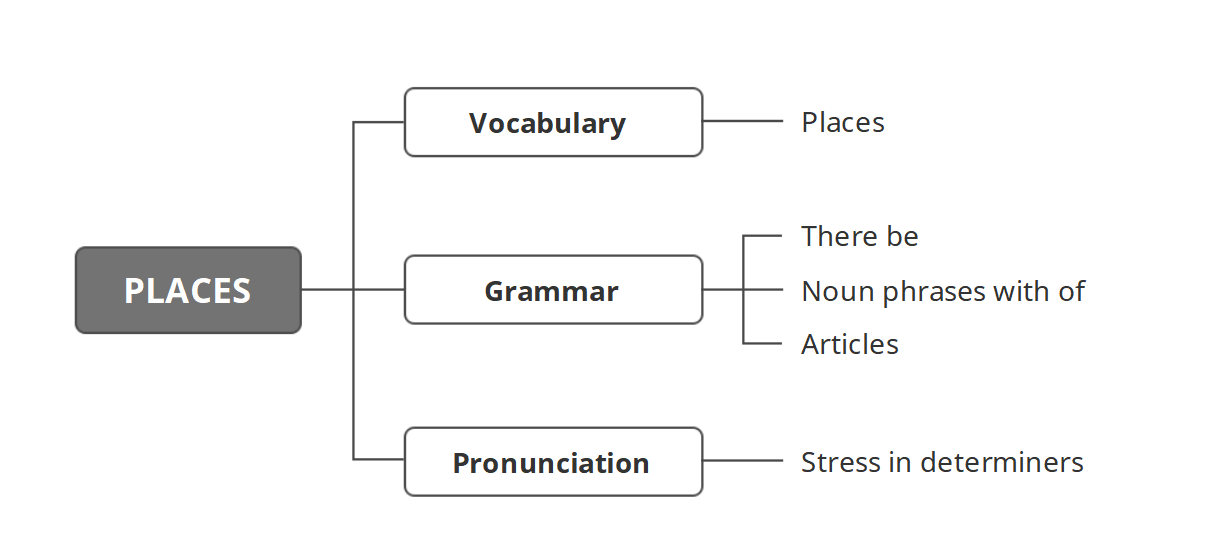 PLACES
Vocabulary
Places
Grammar
There be
Noun phrases with of
Articles
Pronunciation
Stress in determiners